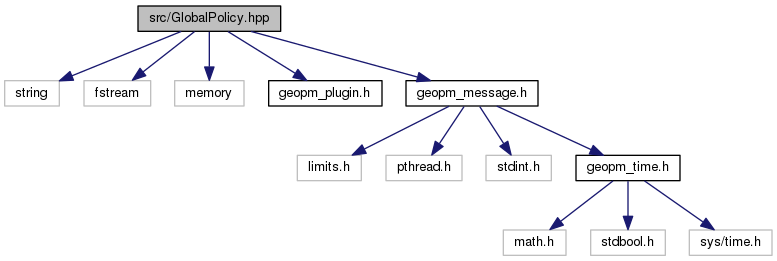 src/GlobalPolicy.hpp
string
fstream
memory
geopm_plugin.h
geopm_message.h
limits.h
pthread.h
stdint.h
geopm_time.h
math.h
stdbool.h
sys/time.h